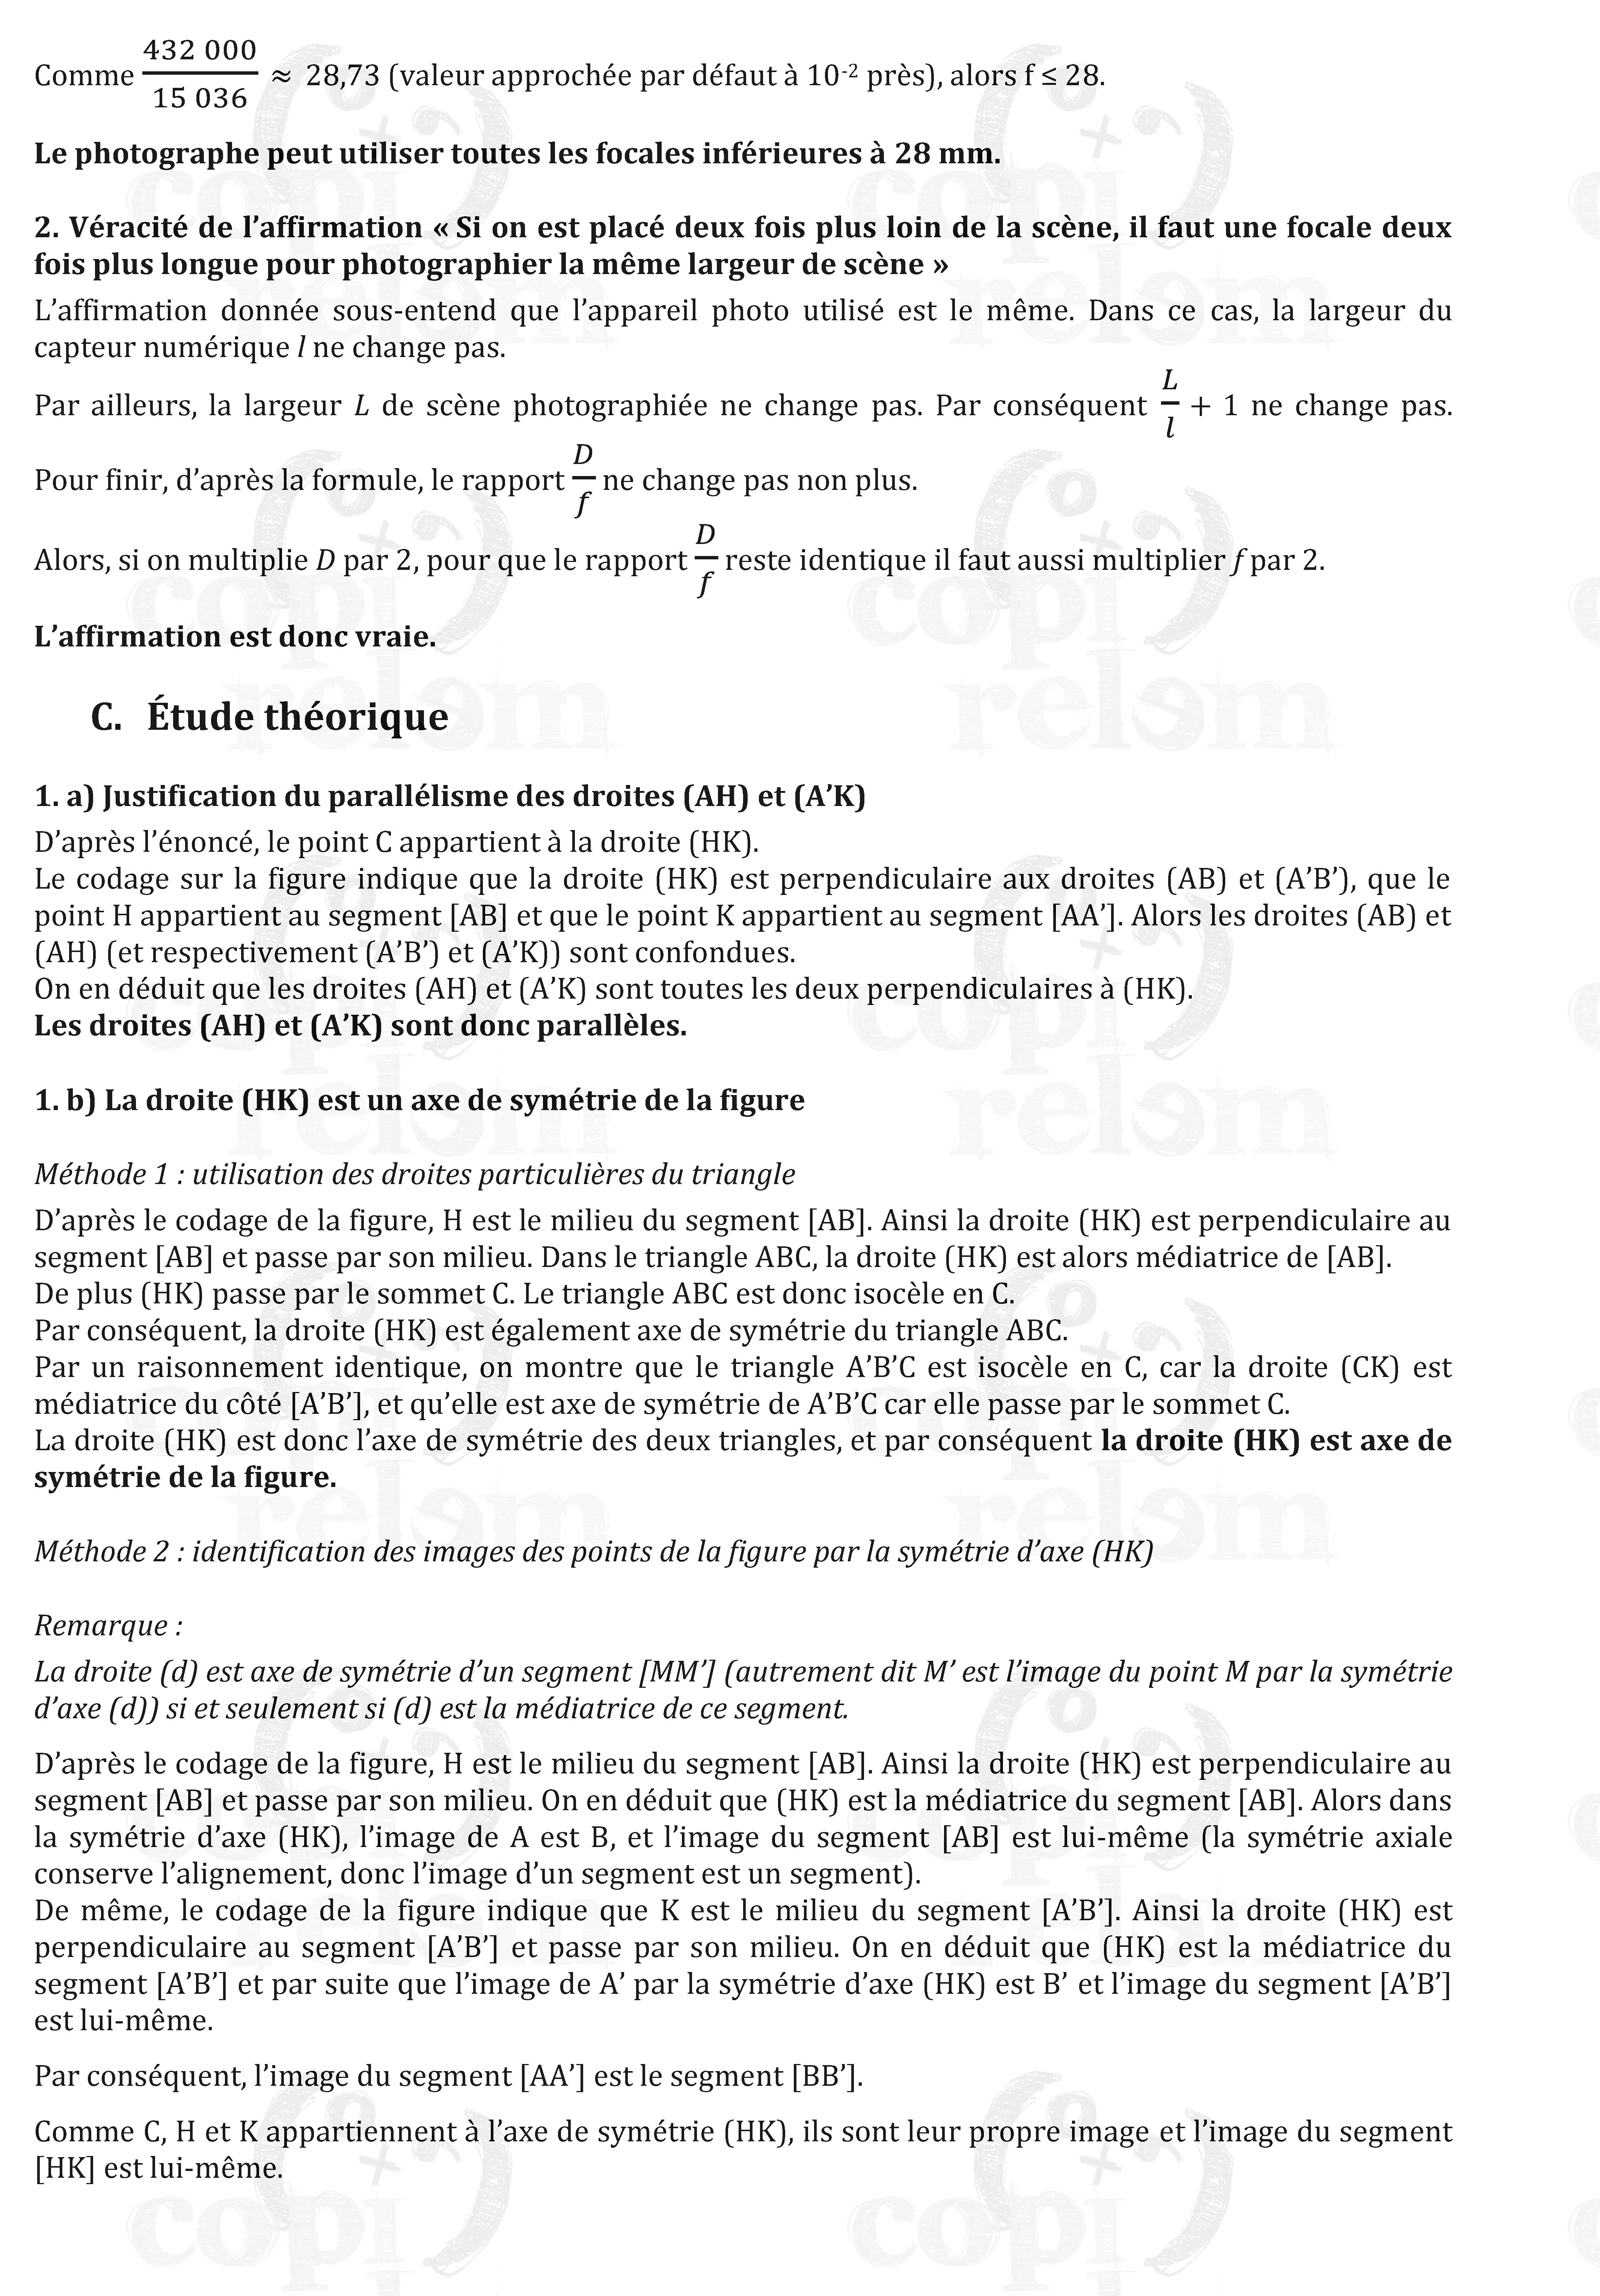 Comme 432 000 / 15 036 ≈ 28,73 (valeur approchée par défaut à 10-2 près), alors f ≤ 28.
Le photographe peut utiliser toutes les focales inférieures à 28 mm.
2. Véracité de l’affirmation « Si on est placé deux fois plus loin de la scène, il faut une focale deux
fois plus longue pour photographier la même largeur de scène »
L’affirmation donnée sous-entend que l’appareil photo utilisé est le même. Dans ce cas, la largeur du
capteur numérique l ne change pas.
Par ailleurs, la largeur L de scène photographiée ne change pas. Par conséquent L / l + 1 ne change pas.
Pour finir, d’après la formule, le rapport D / f ne change pas non plus.
Alors, si on multiplie D par 2, pour que le rapport D / f reste identique il faut aussi multiplier f par 2.
L’affirmation est donc vraie.
C. Étude théorique
1. a) Justification du parallélisme des droites (AH) et (A’K)
D’après l’énoncé, le point C appartient à la droite (HK).
Le codage sur la figure indique que la droite (HK) est perpendiculaire aux droites (AB) et (A’B’), que le
point H appartient au segment [AB] et que le point K appartient au segment [AA’]. Alors les droites (AB) et
(AH) (et respectivement (A’B’) et (A’K)) sont confondues.
On en déduit que les droites (AH) et (A’K) sont toutes les deux perpendiculaires à (HK).
Les droites (AH) et (A’K) sont donc parallèles.
1. b) La droite (HK) est un axe de symétrie de la figure
Méthode 1 : utilisation des droites particulières du triangle
D’après le codage de la figure, H est le milieu du segment [AB]. Ainsi la droite (HK) est perpendiculaire au
segment [AB] et passe par son milieu. Dans le triangle ABC, la droite (HK) est alors médiatrice de [AB].
De plus (HK) passe par le sommet C. Le triangle ABC est donc isocèle en C.
Par conséquent, la droite (HK) est également axe de symétrie du triangle ABC.
Par un raisonnement identique, on montre que le triangle A’B’C est isocèle en C, car la droite (CK) est
médiatrice du côté [A’B’], et qu’elle est axe de symétrie de A’B’C car elle passe par le sommet C.
La droite (HK) est donc l’axe de symétrie des deux triangles, et par conséquent la droite (HK) est axe de
symétrie de la figure.
Méthode 2 : identification des images des points de la figure par la symétrie d’axe (HK)
Remarque :
La droite (d) est axe de symétrie d’un segment [MM’] (autrement dit M’ est l’image du point M par la symétrie
d’axe (d)) si et seulement si (d) est la médiatrice de ce segment.
D’après le codage de la figure, H est le milieu du segment [AB]. Ainsi la droite (HK) est perpendiculaire au
segment [AB] et passe par son milieu. On en déduit que (HK) est la médiatrice du segment [AB]. Alors dans
la symétrie d’axe (HK), l’image de A est B, et l’image du segment [AB] est lui-même (la symétrie axiale
conserve l’alignement, donc l’image d’un segment est un segment).
De même, le codage de la figure indique que K est le milieu du segment [A’B’]. Ainsi la droite (HK) est
perpendiculaire au segment [A’B’] et passe par son milieu. On en déduit que (HK) est la médiatrice du
segment [A’B’] et par suite que l’image de A’ par la symétrie d’axe (HK) est B’ et l’image du segment [A’B’]
est lui-même.
Par conséquent, l’image du segment [AA’] est le segment [BB’].
Comme C, H et K appartiennent à l’axe de symétrie (HK), ils sont leur propre image et l’image du segment
[HK] est lui-même.